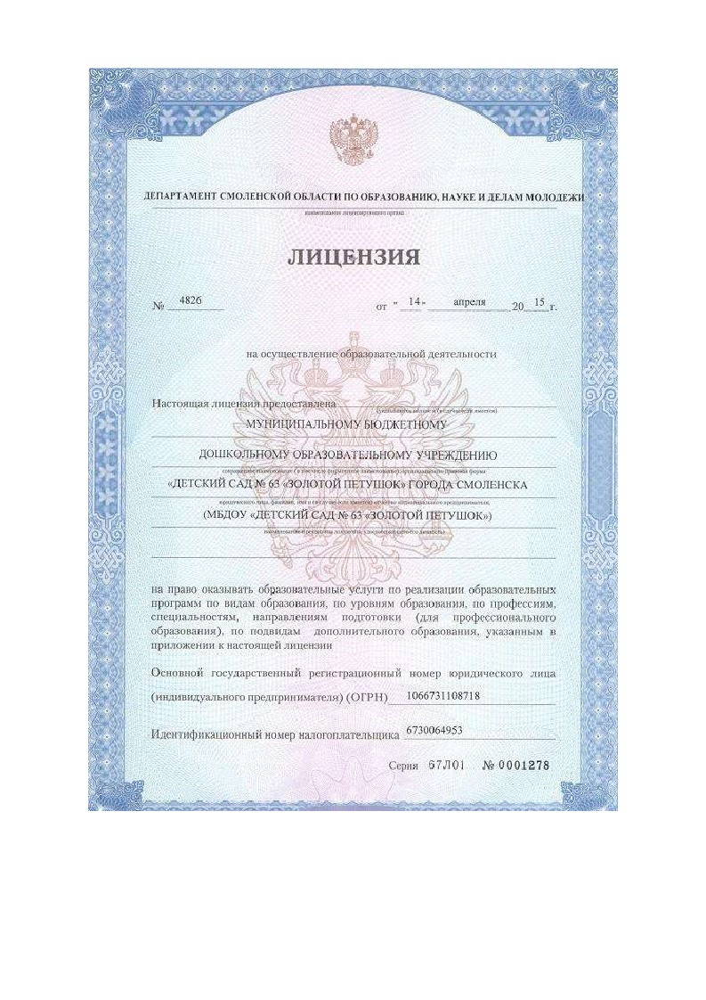 ДЕПАРТАМЕНТ СМОЛЕНСКОЙ ОБЛАСТИ ПО ОБРАЗОВАНИЮ, НАУКЕ И ДЕЛАМ МОЛОДЕЖИ
наименование лицензирующего органа
ЛИЦЕНЗИЯ
№ 4826 от " 14 " апреля 20 15 г.
на осуществление образовательной деятельности
Настоящая лицензия предоставлена
(указываются полное и (в случае если имеется)
МУНИЦИПАЛЬНОМУ БЮДЖЕТНОМУ
ДОШКОЛЬНОМУ ОБРАЗОВАТЕЛЬНОМУ УЧРЕЖДЕНИЮ
сокращённое наименование ( в том числе фирменное наименование), организационно-правовая форма
«ДЕТСКИЙ САД № 63 «ЗОЛОТОЙ ПЕТУШОК» ГОРОДА СМОЛЕНСКА
юридического лица, фамилия, имя и (в случае если имеется) отчество индивидуального предпринимателя,
(МБДОУ «ДЕТСКИЙ САД № 63 «ЗОЛОТОЙ ПЕТУШОК»)
наименование и реквизиты документа, удостоверяющего его личность)
на право оказывать образовательные услуги по реализации образовательных
программ по видам образования, по уровням образования, по профессиям,
специальностям, направлениям подготовки (для профессионального
образования), по подвидам дополнительного образования, указанным в
приложении к настоящей лицензии
Основной государственный регистрационный номер юридического лица
(индивидуального предпринимателя) (ОГРН) 1066731108718
Идентификационный номер налогоплательщика 6730064953
Серия 67Л01 № 0001278